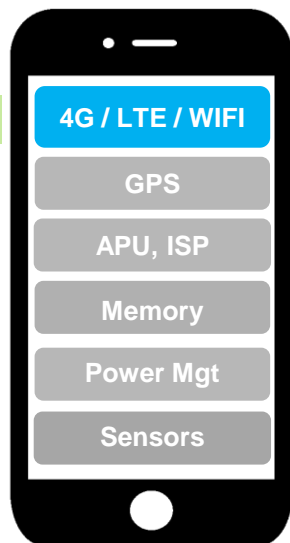 4G / LTE / WIFI
GPS
APU, ISP
Memory
Power Mgt
Sensors